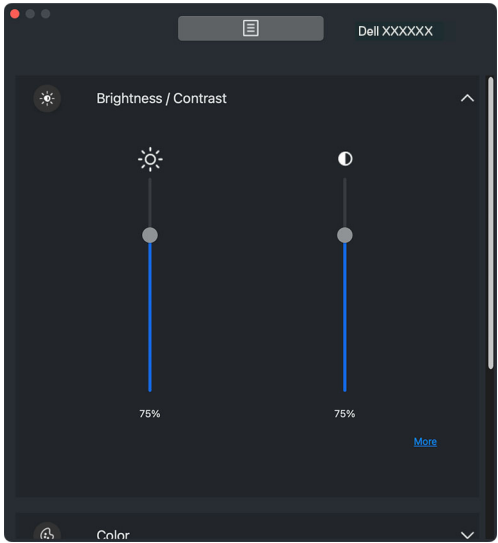 Dell XXXXXX
Brightness / Contrast
75% 75%
More
Color